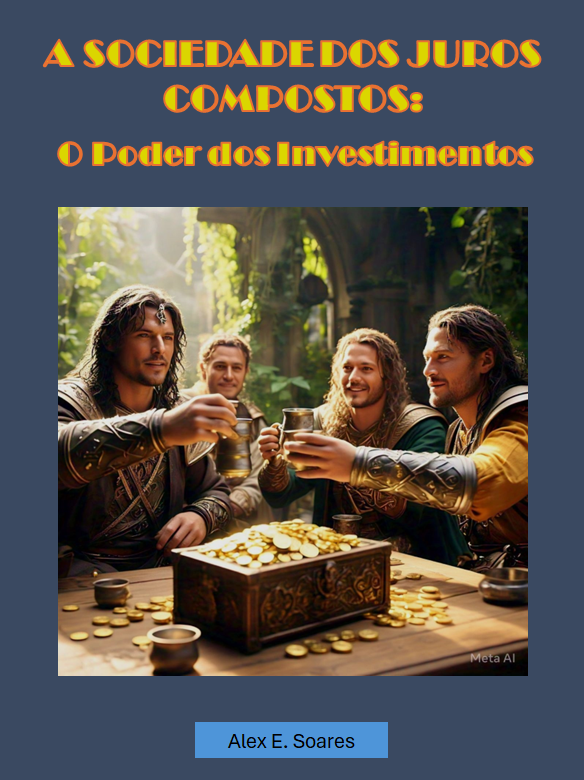 A SOCIEDADE DOS JUROS
COMPOSTOS:
O Poder dos Investimentos
Meta AI
Alex E. Soares